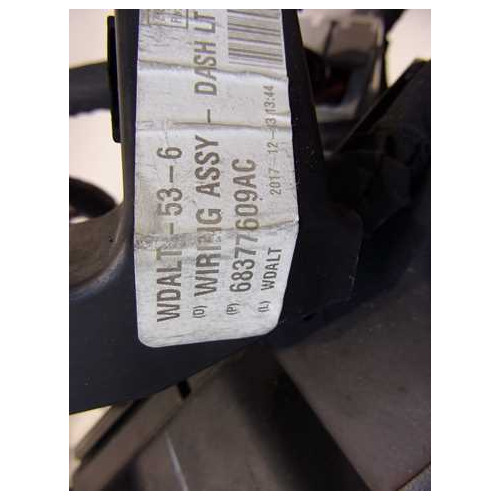 WDALT -53-6
(D) WIRING ASSY - DASH LT
(P) 68377609AC
(L) WDALT 2017-12-13 13:44